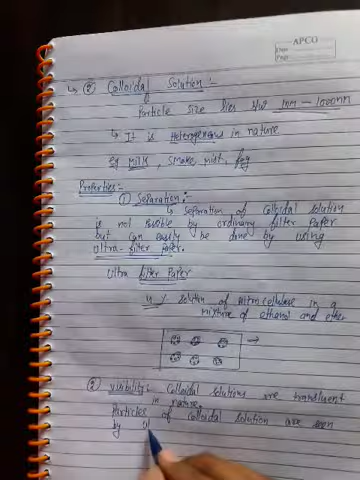 APCO
Date
Page
↳ ② Colloidal Solution :-
Particle size lies b/w 1nm - 1000nm
↳ It is Heterogeneous in nature
eg milk, smoke, mist, fog
Properties :-
① Separation :-
↳ separation of colloidal solution
is not possible by ordinary filter paper
but can easily be done by using
ultra-filter paper.
Ultra filter Paper
solution of nitrocellulose in a
mixture of ethanol and ether
② Visibility : Colloidal solutions are translucent
in nature.
Particles of colloidal solution are seen
by